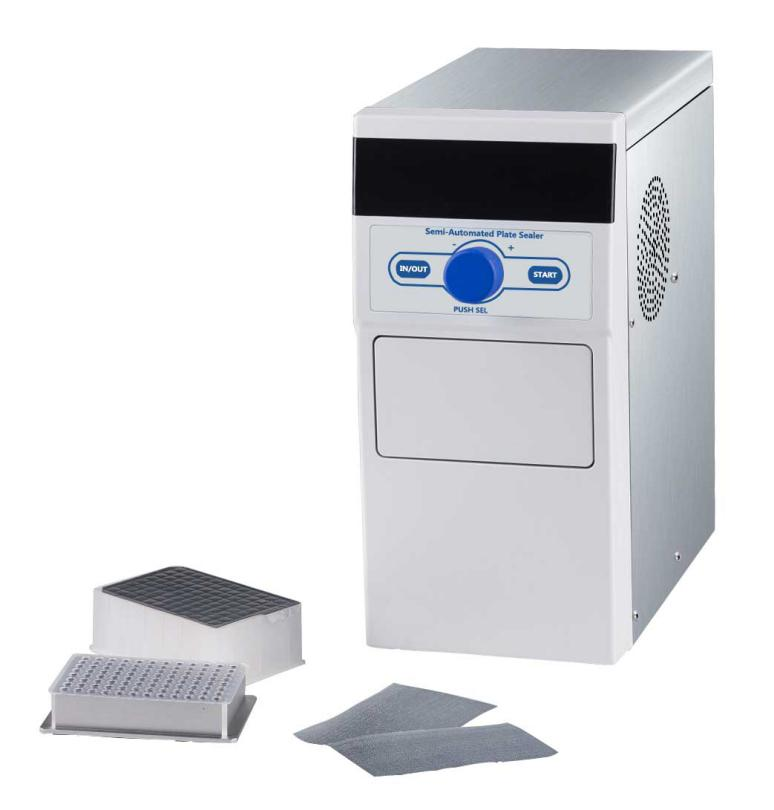 Semi-Automated Plate Sealer
- +
IN/OUT START
PUSH SEL